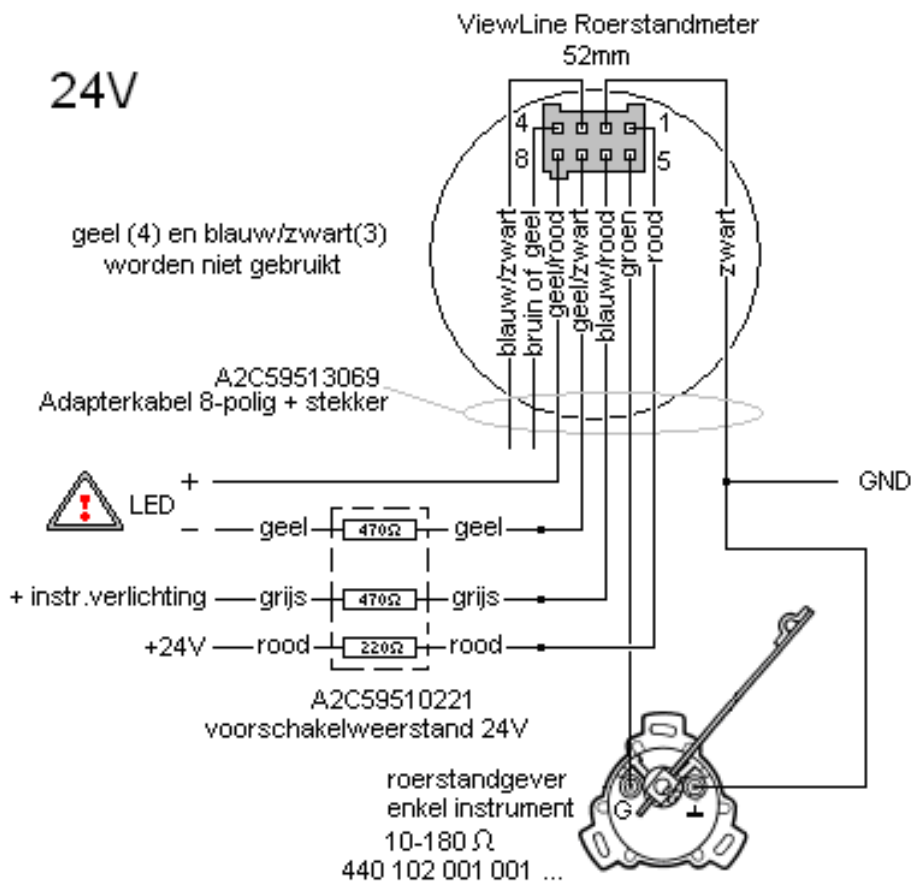 ViewLine Roerstandmeter
52mm
24V
4
1
8
5
geel (4) en blauw/zwart(3)
worden niet gebruikt
blauw/zwart
bruin of geel
geel/rood
geel/zwart
blauw/rood
groen
rood
zwart
A2C59513069
Adapterkabel 8-polig + stekker
+
GND
! LED
– geel 470Ω geel
+ instr.verlichting grijs 470Ω grijs
+24V rood 220Ω rood
A2C59510221
voorschakelweerstand 24V
roerstandgever
enkel instrument
G
10-180 Ω
440 102 001 001 ...